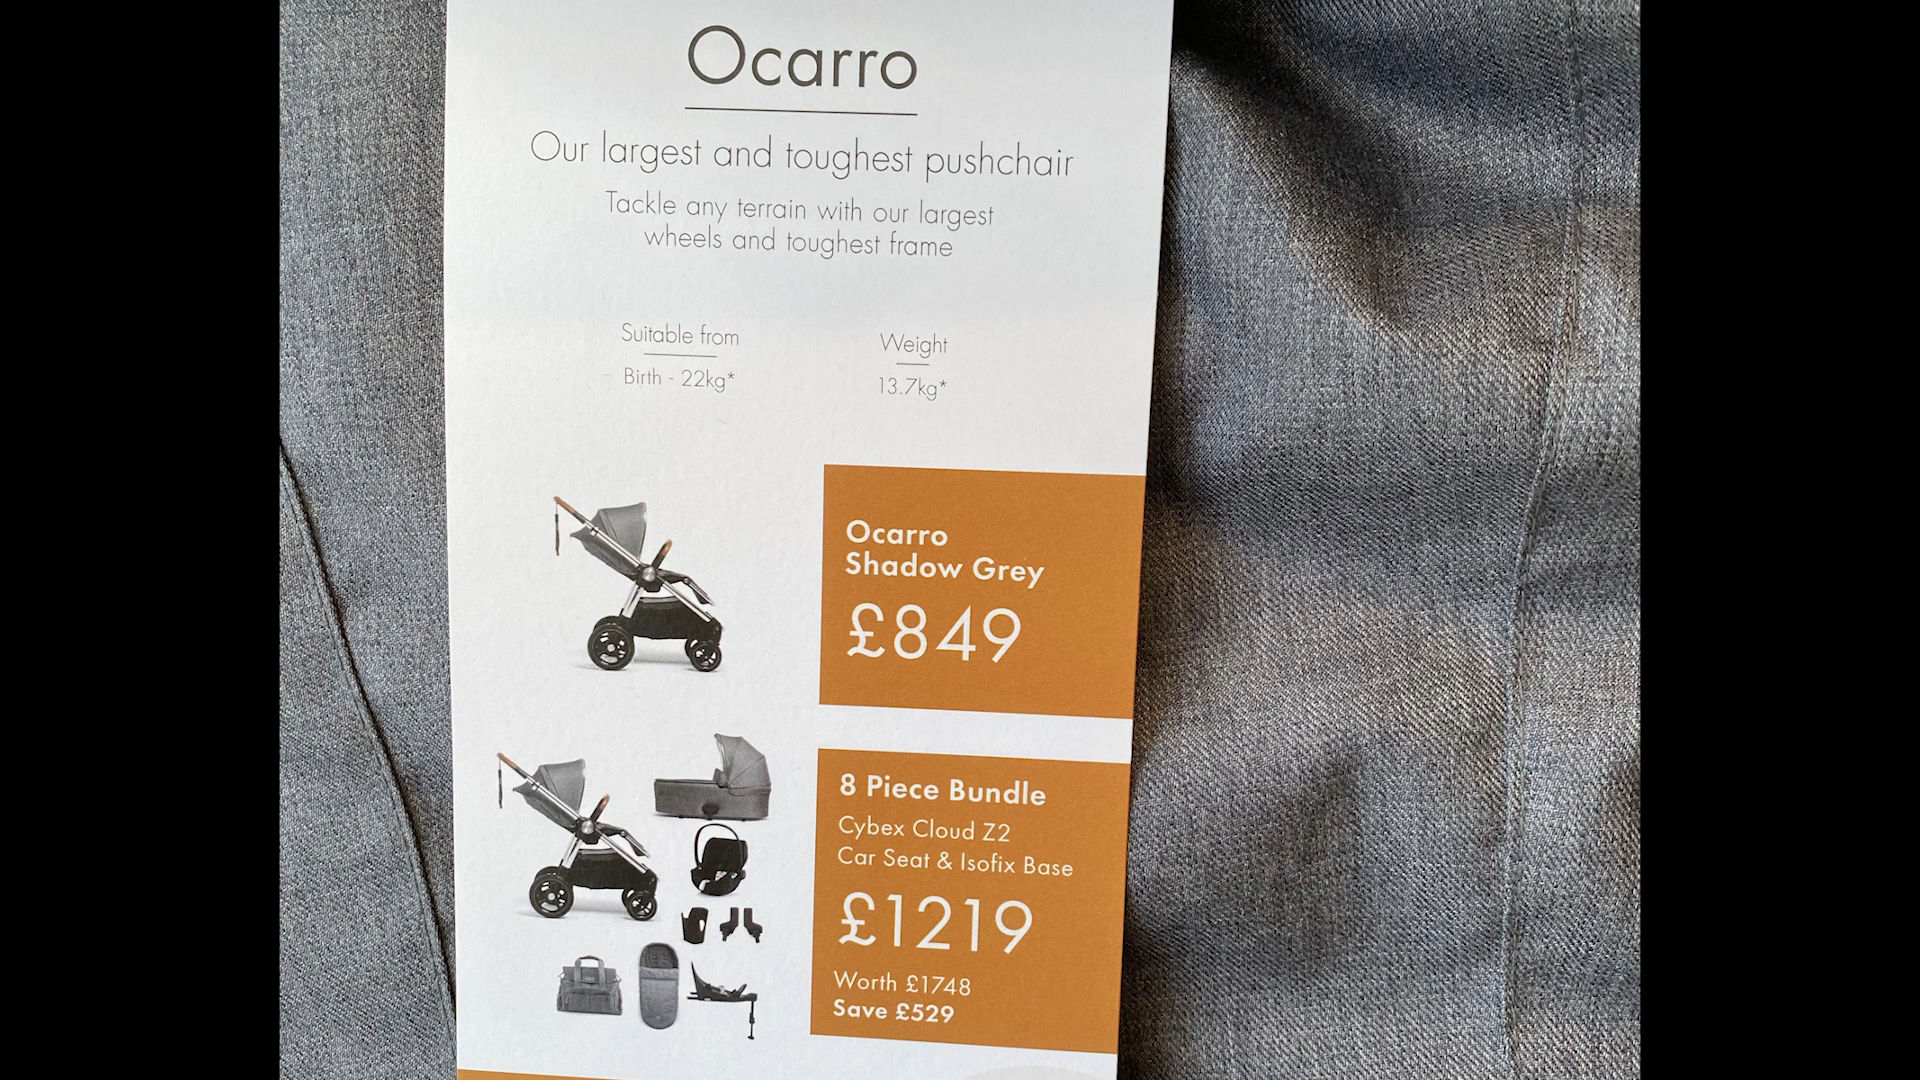 Ocarro
Our largest and toughest pushchair
Tackle any terrain with our largest
wheels and toughest frame
Suitable from
Birth - 22kg*
Weight
13.7kg*
Ocarro
Shadow Grey
£849
8 Piece Bundle
Cybex Cloud Z2
Car Seat & Isofix Base
£1219
Worth £1748
Save £529